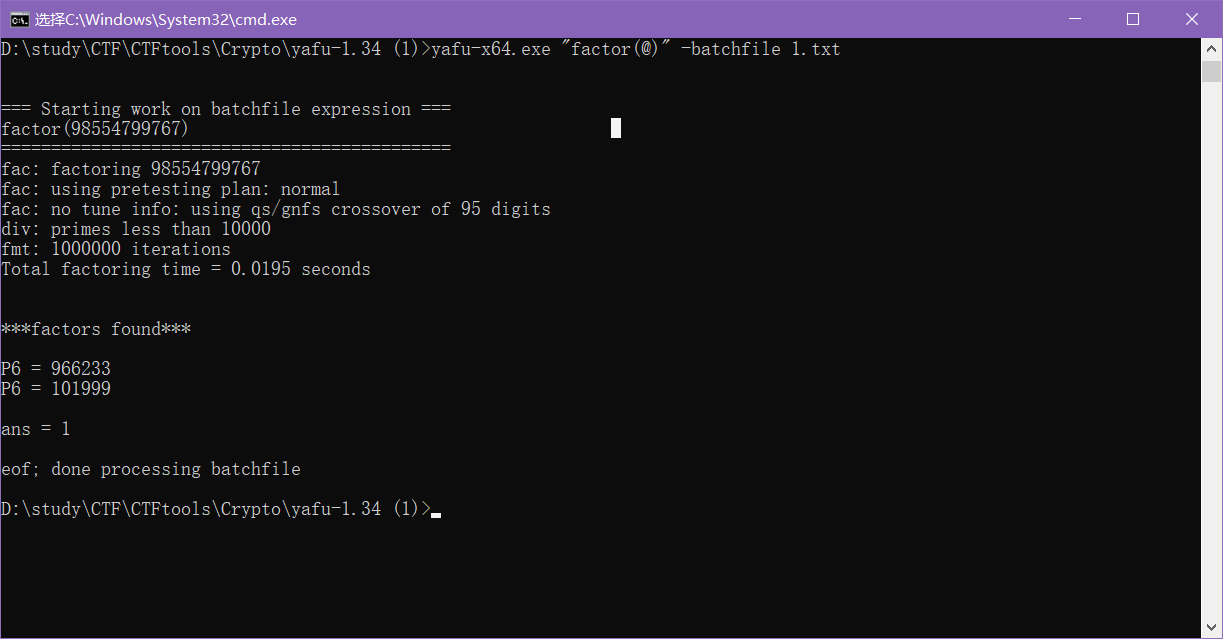 选择C:\Windows\System32\cmd.exe
D:\study\CTF\CTFtools\Crypto\yafu-1.34 (1)>yafu-x64.exe "factor(@)" -batchfile 1.txt
=== Starting work on batchfile expression ===
factor(98554799767)
=============================================
fac: factoring 98554799767
fac: using pretesting plan: normal
fac: no tune info: using qs/gnfs crossover of 95 digits
div: primes less than 10000
fmt: 1000000 iterations
Total factoring time = 0.0195 seconds
***factors found***
P6 = 966233
P6 = 101999
ans = 1
eof; done processing batchfile
D:\study\CTF\CTFtools\Crypto\yafu-1.34 (1)>